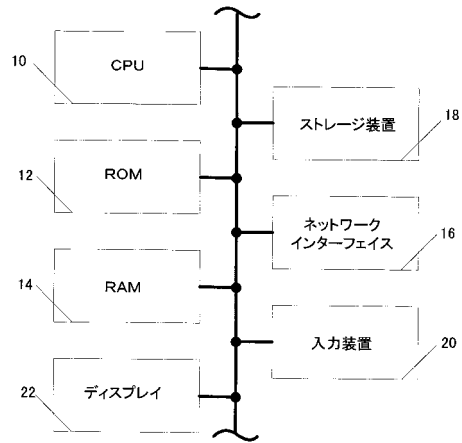 CPU
10
ストレージ装置
18
ROM
12
ネットワーク
インターフェイス
16
RAM
14
入力装置
20
ディスプレイ
22